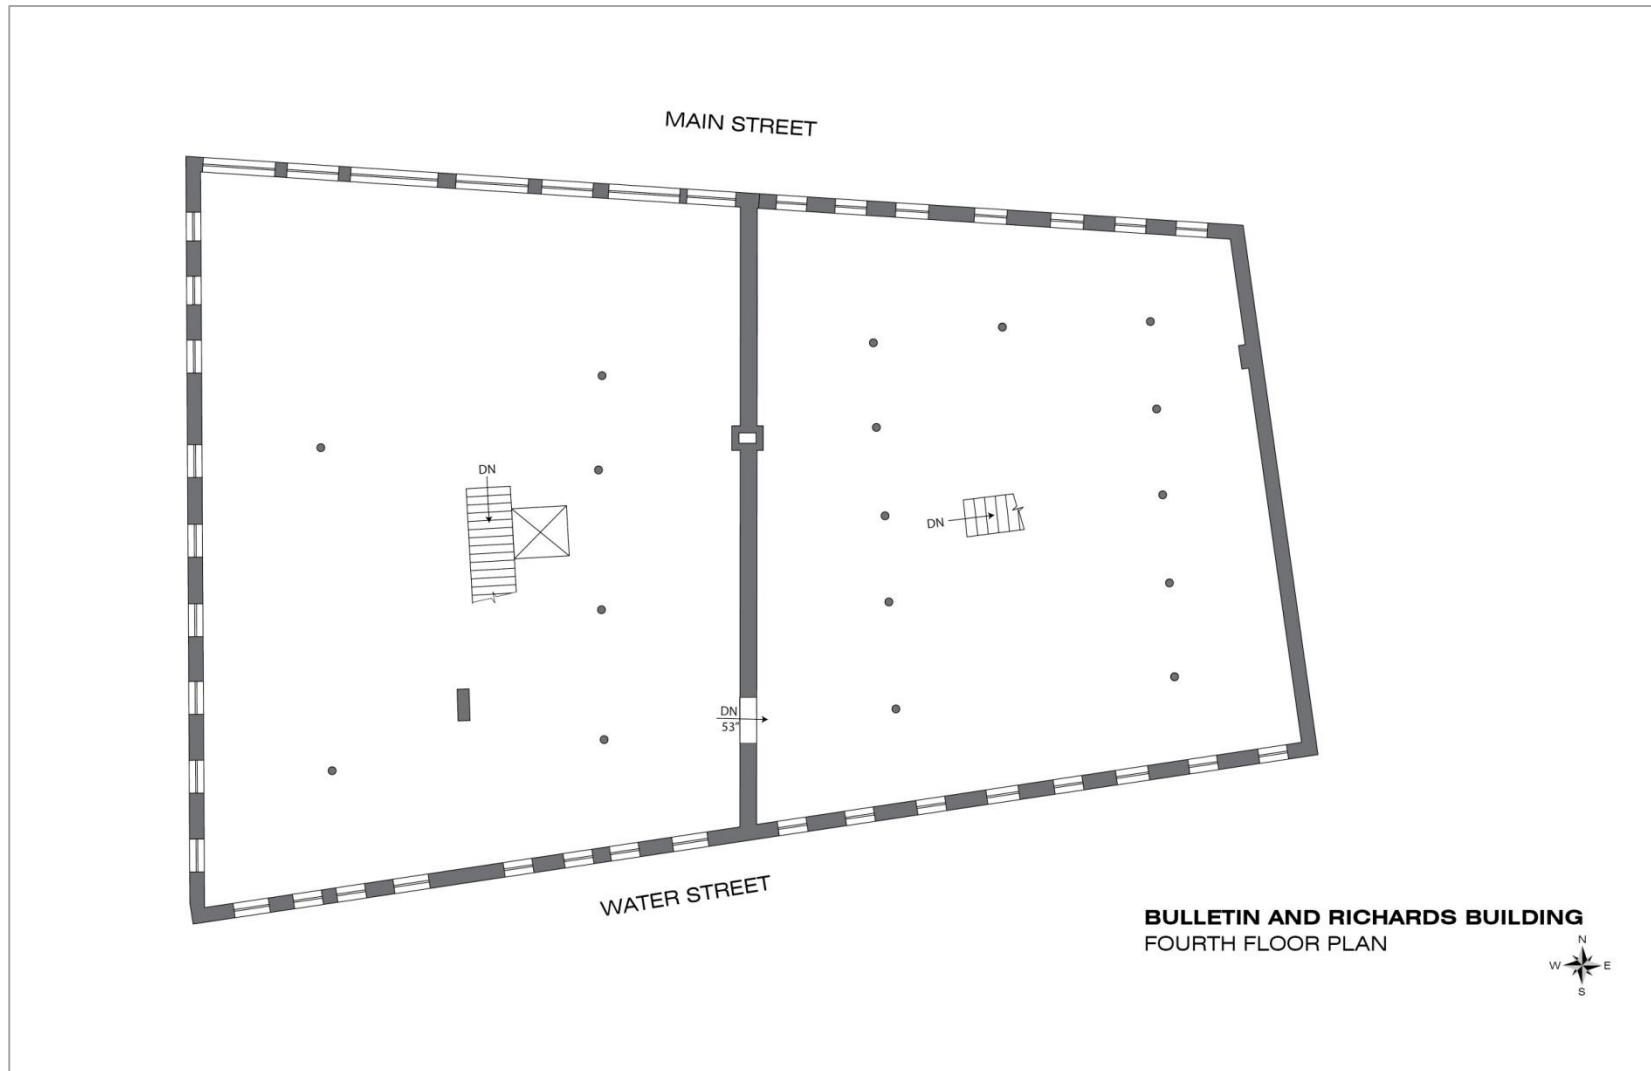 MAIN STREET
DN
DN
DN
53"
WATER STREET
BULLETIN AND RICHARDS BUILDING
FOURTH FLOOR PLAN
N
W E
S